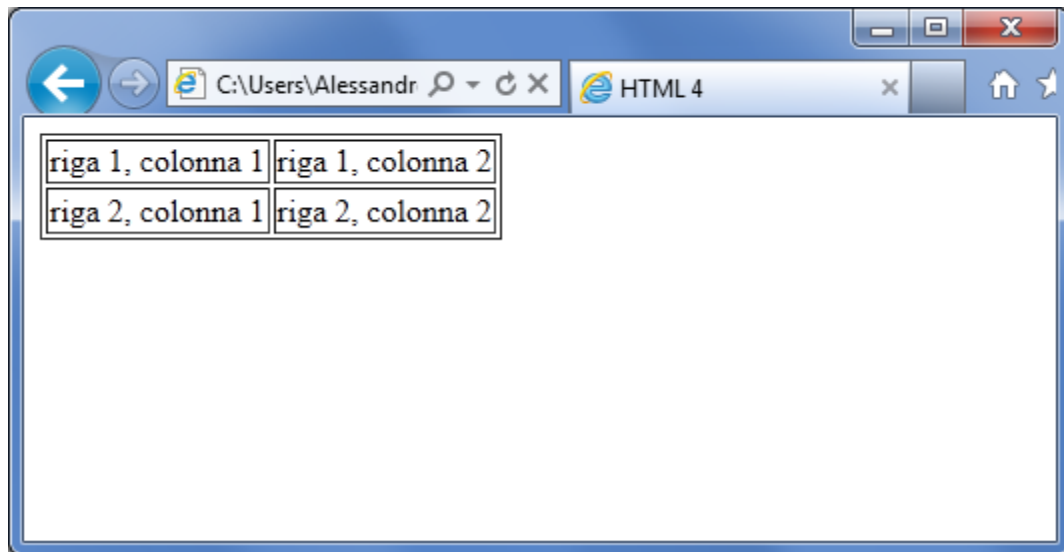 C:\Users\Alessandr
HTML 4
riga 1, colonna 1 riga 1, colonna 2
riga 2, colonna 1 riga 2, colonna 2